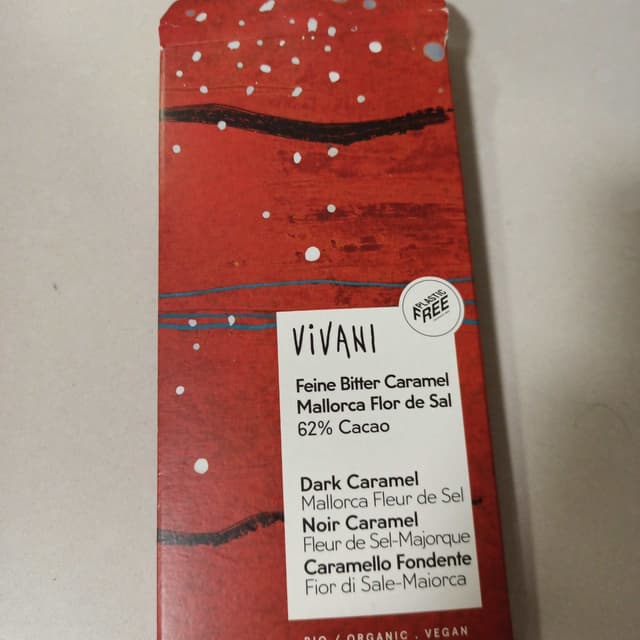 PLASTIC
FREE
ViVANI
Feine Bitter Caramel
Mallorca Flor de Sal
62% Cacao
Dark Caramel
Mallorca Fleur de Sel
Noir Caramel
Fleur de Sel-Majorque
Caramello Fondente
Fior di Sale-Maiorca
BIO / ORGANIC . VEGAN